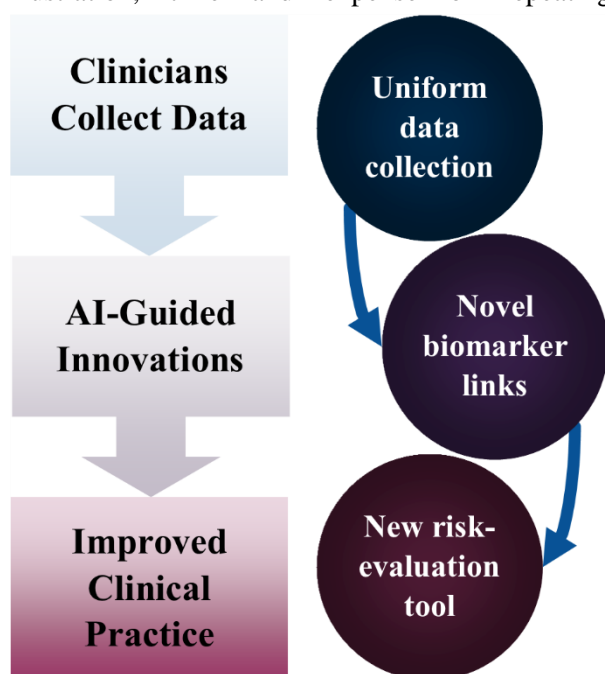 Clinicians
Collect Data
Uniform
data
collection
AI-Guided
Innovations
Novel
biomarker
links
Improved
Clinical
Practice
New risk-
evaluation
tool